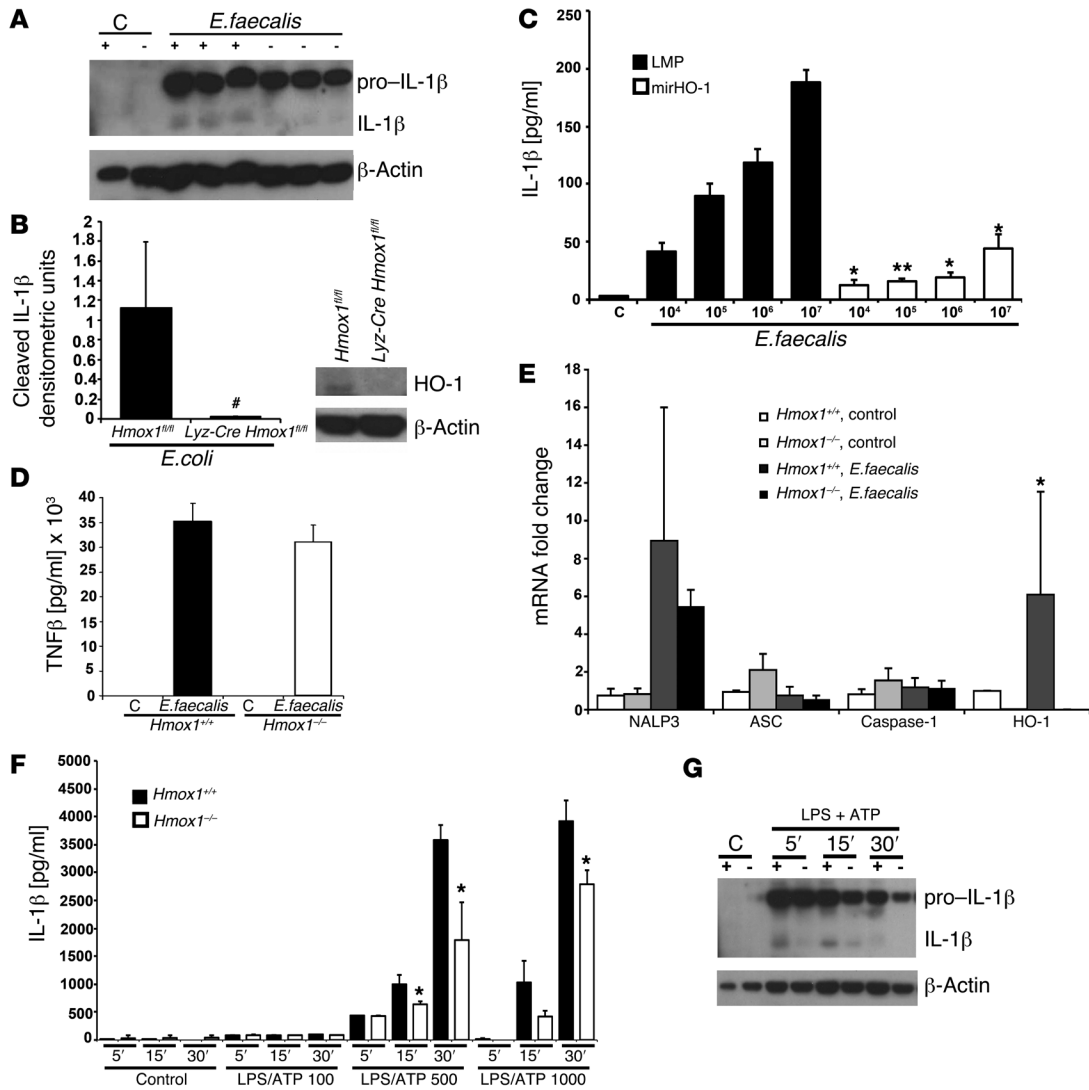 A
C
E.faecalis
+ - + + + - - -
pro–IL-1β
IL-1β
β-Actin
B
Cleaved IL-1β
densitometric units
2
1.8
1.6
1.4
1.2
1
0.8
0.6
0.4
0.2
0
#
Hmox1fl/fl
Lyz-Cre Hmox1fl/fl
E.coli
Hmox1fl/fl
Lyz-Cre Hmox1fl/fl
HO-1
β-Actin
C
IL-1β [pg/ml]
250
200
150
100
50
0
LMP
mirHO-1
* ** * *
C 10⁴ 10⁵ 10⁶ 10⁷ 10⁴ 10⁵ 10⁶ 10⁷
E.faecalis
D
TNFβ [pg/ml] x 10³
40
35
30
25
20
15
10
5
0
C E.faecalis C E.faecalis
Hmox1+/+ Hmox1–/–
E
mRNA fold change
18
16
14
12
10
8
6
4
2
0
Hmox1+/+, control
Hmox1–/–, control
Hmox1+/+, E.faecalis
Hmox1–/–, E.faecalis
*
NALP3 ASC Caspase-1 HO-1
F
IL-1β [pg/ml]
5000
4500
4000
3500
3000
2500
2000
1500
1000
500
0
Hmox1+/+
Hmox1–/–
* * *
5′ 15′ 30′ 5′ 15′ 30′ 5′ 15′ 30′ 5′ 15′ 30′
Control LPS/ATP 100 LPS/ATP 500 LPS/ATP 1000
G
LPS + ATP
C 5′ 15′ 30′
+ - + - + - + -
pro–IL-1β
IL-1β
β-Actin